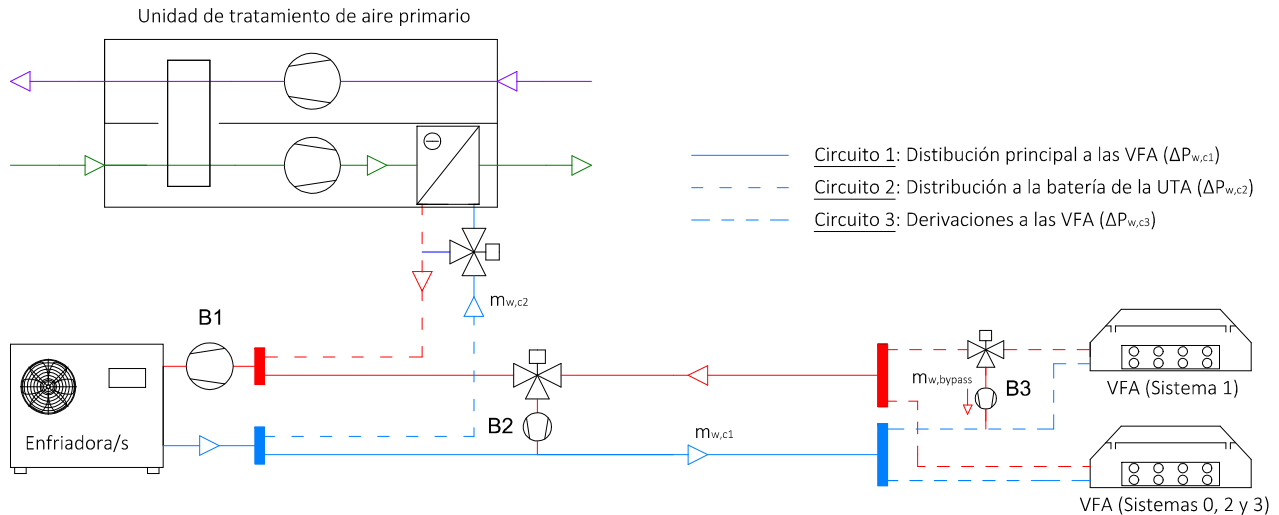 Unidad de tratamiento de aire primario
Circuito 1: Distibución principal a las VFA (ΔPw,c1)
Circuito 2: Distribución a la batería de la UTA (ΔPw,c2)
Circuito 3: Derivaciones a las VFA (ΔPw,c3)
mw,c2
B1
mw,bypass
B3
VFA (Sistema 1)
Enfriadora/s
B2
mw,c1
VFA (Sistemas 0, 2 y 3)